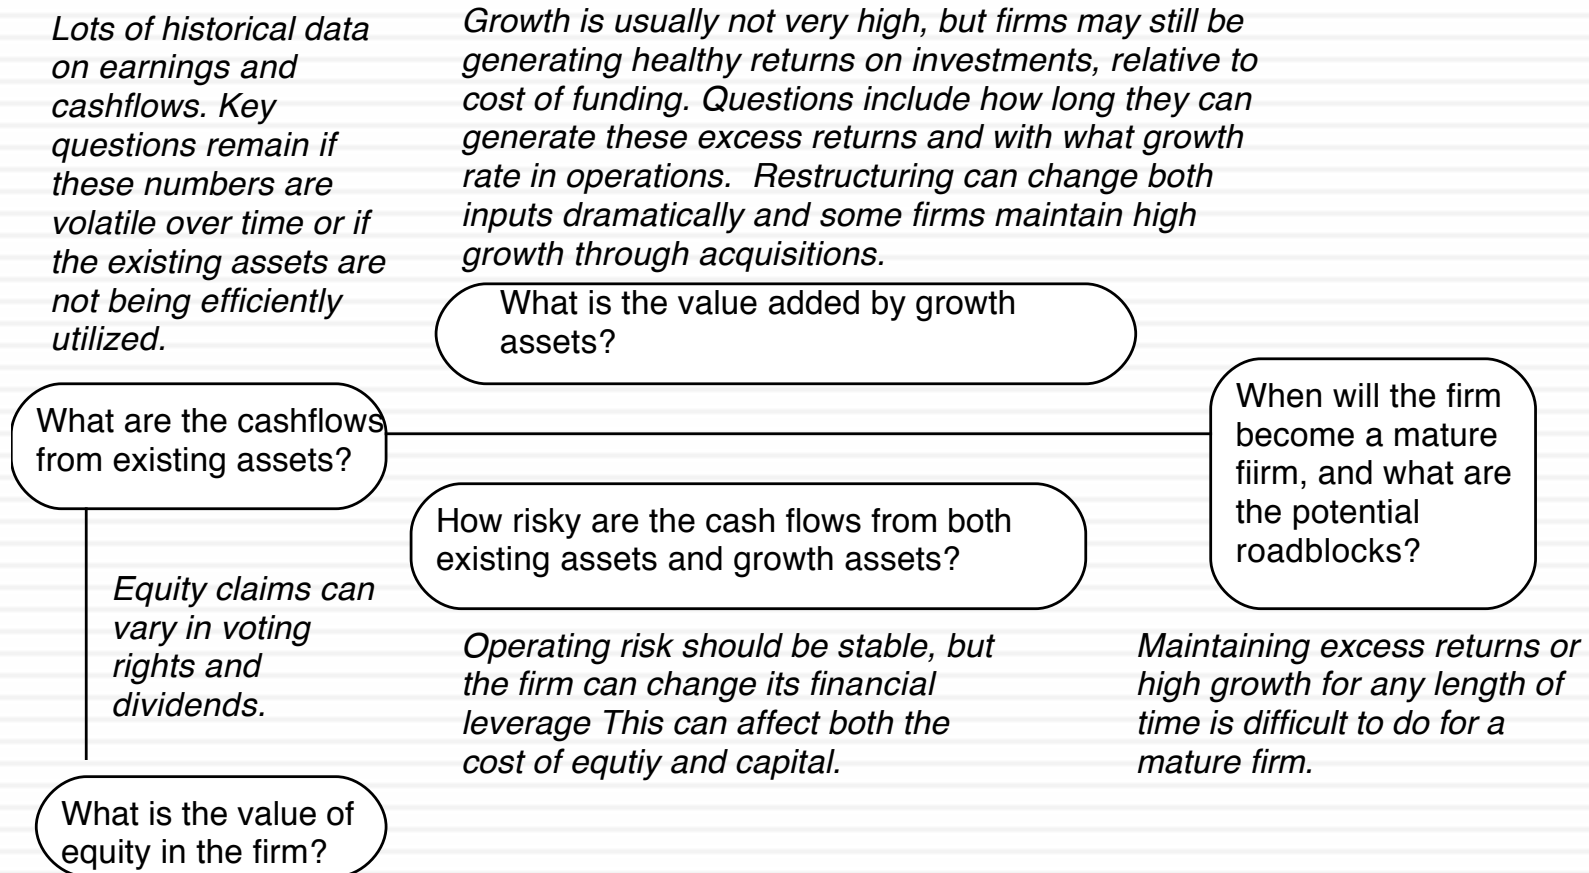 Lots of historical data
on earnings and
cashflows. Key
questions remain if
these numbers are
volatile over time or if
the existing assets are
not being efficiently
utilized.
Growth is usually not very high, but firms may still be
generating healthy returns on investments, relative to
cost of funding. Questions include how long they can
generate these excess returns and with what growth
rate in operations.  Restructuring can change both
inputs dramatically and some firms maintain high
growth through acquisitions.
What is the value added by growth
assets?
What are the cashflows
from existing assets?
When will the firm
become a mature
fiirm, and what are
the potential
roadblocks?
How risky are the cash flows from both
existing assets and growth assets?
Equity claims can
vary in voting
rights and
dividends.
Operating risk should be stable, but
the firm can change its financial
leverage This can affect both the
cost of equtiy and capital.
Maintaining excess returns or
high growth for any length of
time is difficult to do for a
mature firm.
What is the value of
equity in the firm?